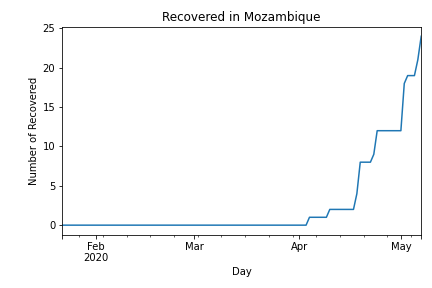 Recovered in Mozambique
Number of Recovered
25
20
15
10
5
0
Feb
2020
Mar
Apr
May
Day